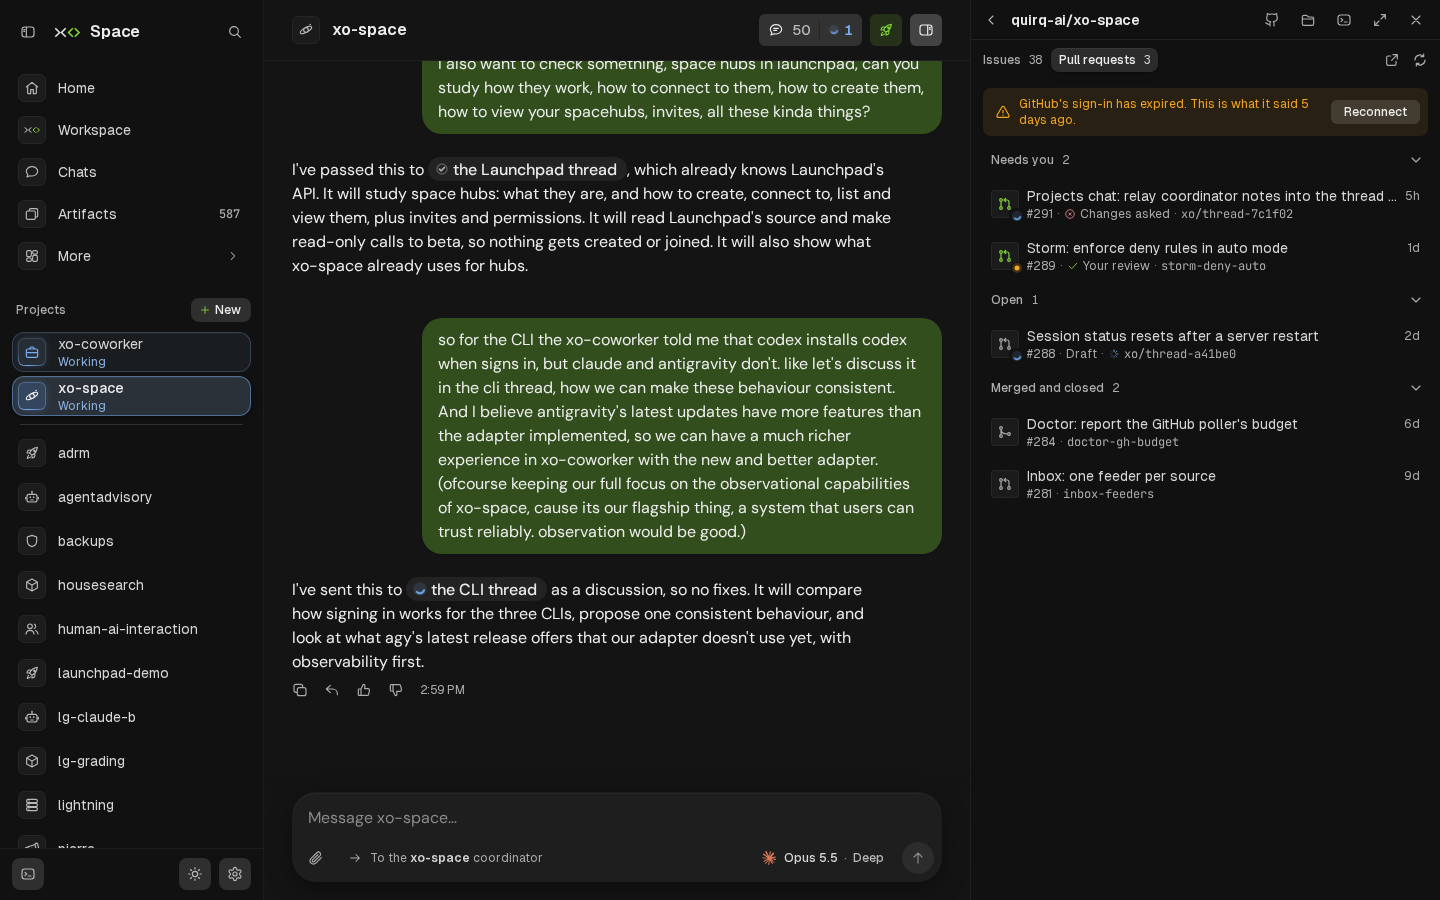 Space
Home
Workspace
Chats
Artifacts 587
More
Projects + New
xo-coworker
Working
xo-space
Working
adrm
agentadvisory
backups
housesearch
human-ai-interaction
launchpad-demo
lg-claude-b
lg-grading
lightning
xo-space
50 1
I also want to check something, space hubs in launchpad, can you
study how they work, how to connect to them, how to create them,
how to view your spacehubs, invites, all these kinda things?
I've passed this to the Launchpad thread , which already knows Launchpad's
API. It will study space hubs: what they are, and how to create, connect to, list and
view them, plus invites and permissions. It will read Launchpad's source and make
read-only calls to beta, so nothing gets created or joined. It will also show what
xo-space already uses for hubs.
so for the CLI the xo-coworker told me that codex installs codex
when signs in, but claude and antigravity don't. like let's discuss it
in the cli thread, how we can make these behaviour consistent.
And I believe antigravity's latest updates have more features than
the adapter implemented, so we can have a much richer
experience in xo-coworker with the new and better adapter.
(ofcourse keeping our full focus on the observational capabilities
of xo-space, cause its our flagship thing, a system that users can
trust reliably. observation would be good.)
I've sent this to the CLI thread as a discussion, so no fixes. It will compare
how signing in works for the three CLIs, propose one consistent behaviour, and
look at what agy's latest release offers that our adapter doesn't use yet, with
observability first.
2:59 PM
Message xo-space...
To the xo-space coordinator
Opus 5.5 · Deep
quirq-ai/xo-space
Issues 38 Pull requests 3
GitHub's sign-in has expired. This is what it said 5
days ago.
Reconnect
Needs you 2
Projects chat: relay coordinator notes into the thread ... 5h
#291 · Changes asked · xo/thread-7c1f02
Storm: enforce deny rules in auto mode 1d
#289 · Your review · storm-deny-auto
Open 1
Session status resets after a server restart 2d
#288 · Draft · xo/thread-a41be0
Merged and closed 2
Doctor: report the GitHub poller's budget 6d
#284 · doctor-gh-budget
Inbox: one feeder per source 9d
#281 · inbox-feeders